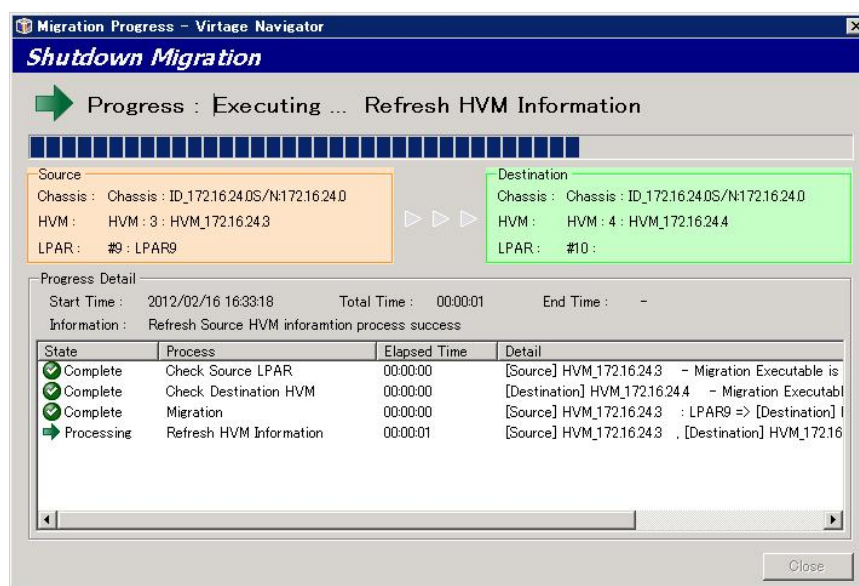 Migration Progress - Virtage Navigator
Shutdown Migration
Progress : Executing ... Refresh HVM Information
Source
Chassis : Chassis : ID_172.16.24.0S/N:172.16.24.0
HVM : HVM : 3 : HVM_172.16.24.3
LPAR : #9 : LPAR9
Destination
Chassis : Chassis : ID_172.16.24.0S/N:172.16.24.0
HVM : HVM : 4 : HVM_172.16.24.4
LPAR : #10 :
Progress Detail
Start Time : 2012/02/16 16:33:18 Total Time : 00:00:01 End Time : -
Information : Refresh Source HVM inforamtion process success
State Process Elapsed Time Detail
Complete Check Source LPAR 00:00:00 [Source] HVM_172.16.24.3 - Migration Executable is
Complete Check Destination HVM 00:00:00 [Destination] HVM_172.16.24.4 - Migration Executabl
Complete Migration 00:00:00 [Source] HVM_172.16.24.3 : LPAR9 => [Destination]
Processing Refresh HVM Information 00:00:01 [Source] HVM_172.16.24.3 , [Destination] HVM_172.16
Close